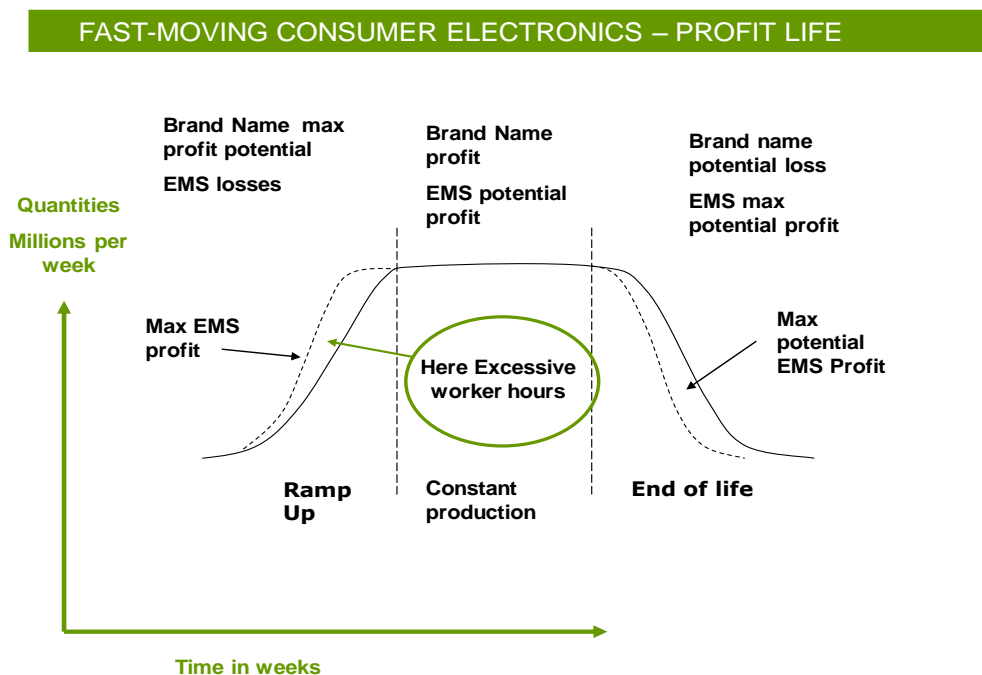 FAST-MOVING CONSUMER ELECTRONICS – PROFIT LIFE
Brand Name max
profit potential
EMS losses
Brand Name
profit
EMS potential
profit
Brand name
potential loss
EMS max
potential profit
Quantities
Millions per
week
Max EMS
profit
Here Excessive
worker hours
Max
potential
EMS Profit
Ramp
Up
Constant
production
End of life
Time in weeks